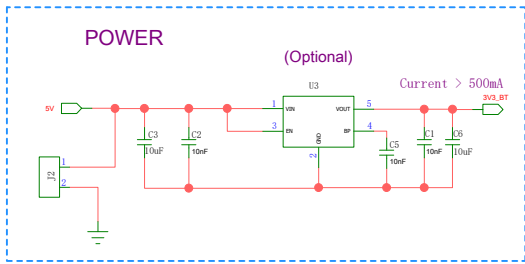 POWER
(Optional)
U3
Current > 500mA
5V
1
VIN
VOUT
5
3V3_BT
3
EN
BP
4
GND
2
C3
10uF
C2
10nF
C5
10nF
C1
10nF
C6
10uF
J2
1
2